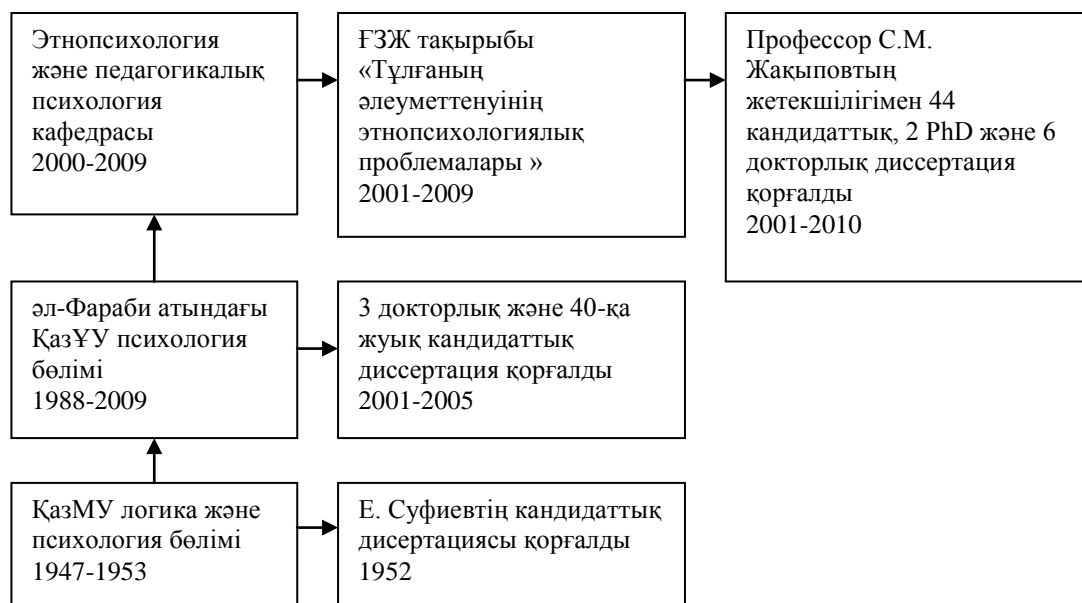 Этнопсихология
және педагогикалық
психология
кафедрасы
2000-2009
ҒЗЖ тақырыбы
«Тұлғаның
әлеуметтенуінің
этнопсихологиялық
проблемалары »
2001-2009
Профессор С.М.
Жақыповтың
жетекшілігімен 44
кандидаттық, 2 PhD және 6
докторлық диссертация
қорғалды
2001-2010
әл-Фараби атындағы
ҚазҰУ психология
бөлімі
1988-2009
3 докторлық және 40-қа
жуық кандидаттық
диссертация қорғалды
2001-2005
ҚазМУ логика және
психология бөлімі
1947-1953
Е. Суфиевтің кандидаттық
дисертациясы қорғалды
1952